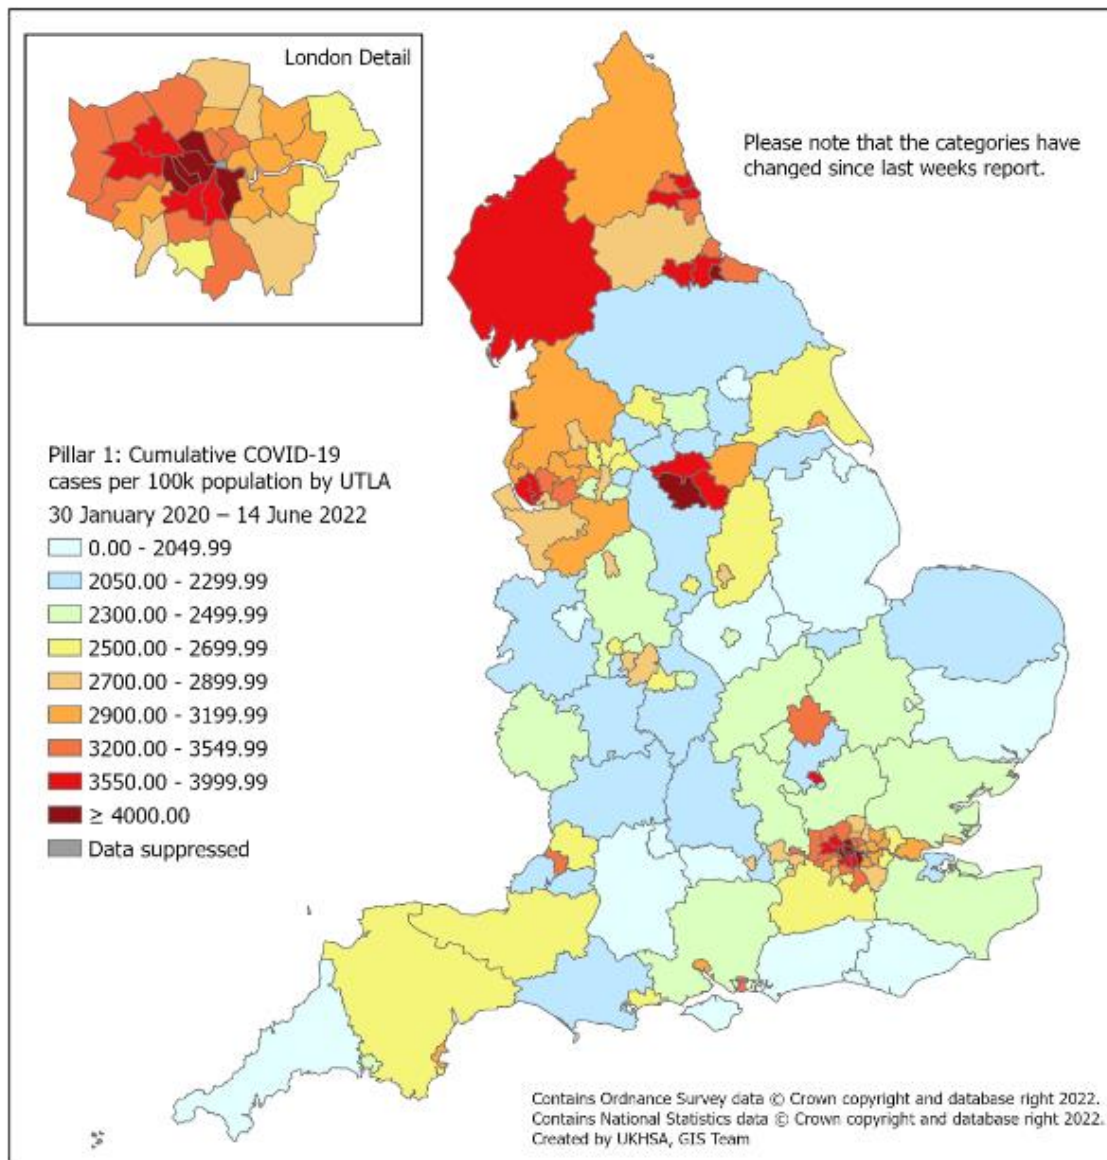 London Detail
Please note that the categories have
changed since last weeks report.
Pillar 1: Cumulative COVID-19
cases per 100k population by UTLA
30 January 2020 – 14 June 2022
0.00 - 2049.99
2050.00 - 2299.99
2300.00 - 2499.99
2500.00 - 2699.99
2700.00 - 2899.99
2900.00 - 3199.99
3200.00 - 3549.99
3550.00 - 3999.99
≥ 4000.00
Data suppressed
Contains Ordnance Survey data © Crown copyright and database right 2022.
Contains National Statistics data © Crown copyright and database right 2022.
Created by UKHSA, GIS Team